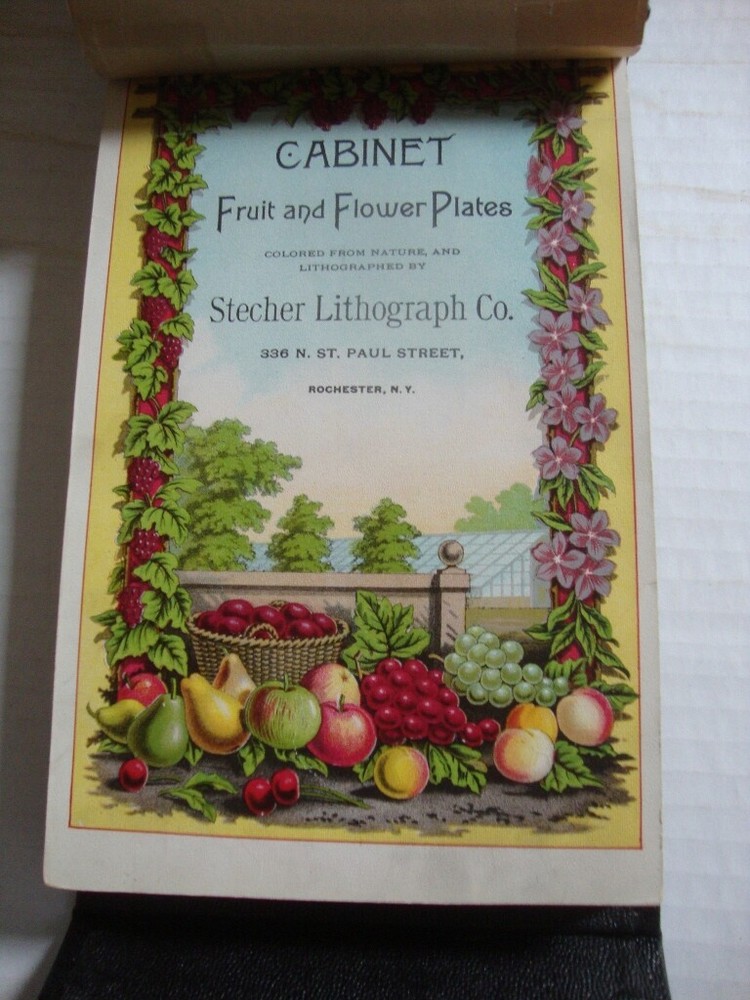 CABINET
Fruit and Flower Plates
COLORED FROM NATURE, AND
LITHOGRAPHED BY
Stecher Lithograph Co.
336 N. ST. PAUL STREET,
ROCHESTER, N.Y.